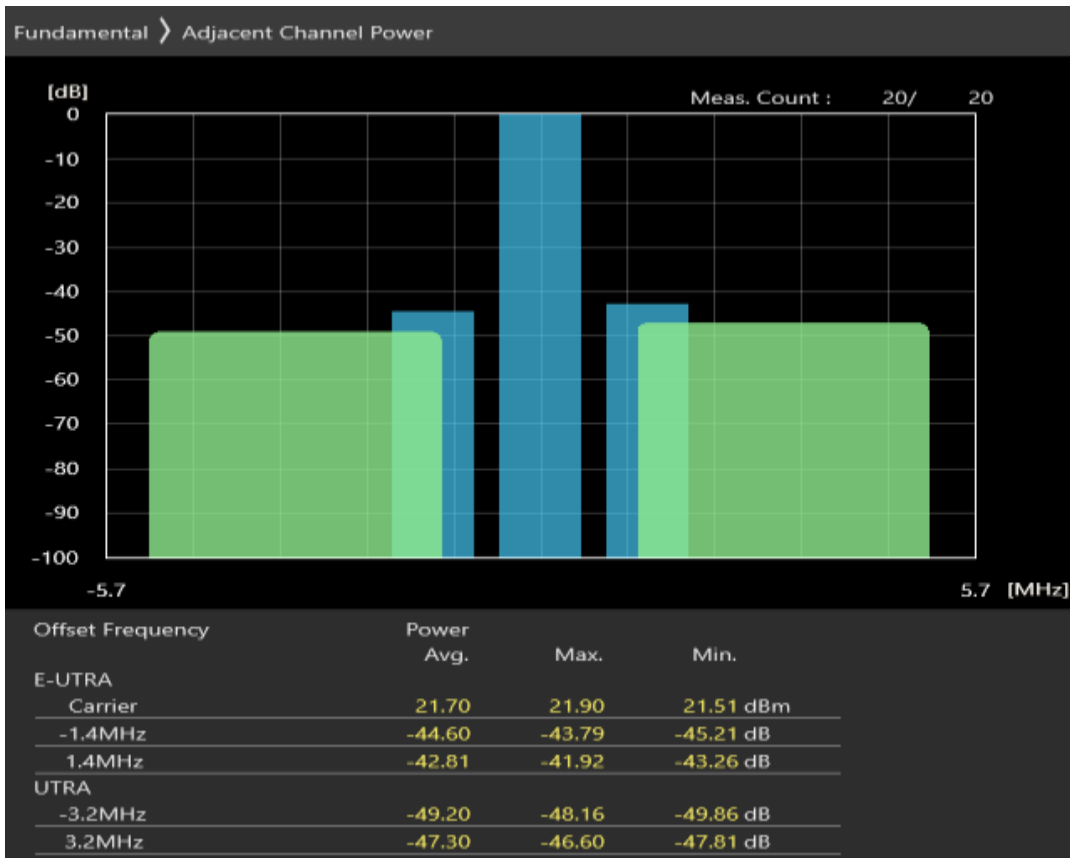 Fundamental 〉 Adjacent Channel Power
[dB]
Meas. Count : 20/ 20
0
-10
-20
-30
-40
-50
-60
-70
-80
-90
-100
-5.7 5.7 [MHz]
Offset Frequency Power
Avg. Max. Min.
E-UTRA
Carrier 21.70 21.90 21.51 dBm
-1.4MHz -44.60 -43.79 -45.21 dB
1.4MHz -42.81 -41.92 -43.26 dB
UTRA
-3.2MHz -49.20 -48.16 -49.86 dB
3.2MHz -47.30 -46.60 -47.81 dB